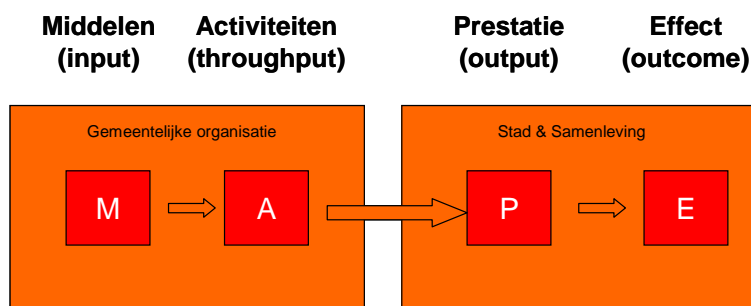 Middelen Activiteiten Prestatie Effect
(input) (throughput) (output) (outcome)
Gemeentelijke organisatie Stad & Samenleving
M A P E